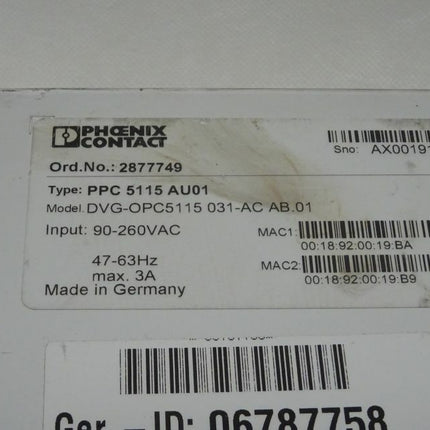 PHŒNIX
CONTACT
Sno: AX00191
Ord.No.: 2877749
Type: PPC 5115 AU01
Model.DVG-OPC5115 031-AC AB.01
Input: 90-260VAC
MAC1:
00:18:92:00:19:BA
47-63Hz
MAC2:
max. 3A
00:18:92:00:19:B9
Made in Germany
Ger. – ID: 06787758